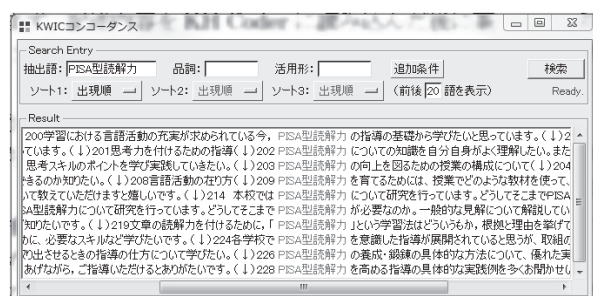 KWICコンコーダンス
Search Entry
抽出語: PISA型読解力 品詞: 活用形: 追加条件 検索
ソート1: 出現順 ソート2: 出現順 ソート3: 出現順 (前後 20 語を表示) Ready.
Result
200学習における言語活動の充実が求められている今, PISA型読解力 の指導の基礎から学びたいと思っています。(↓)2
ています。(↓)201思考力を付けるための指導(↓)202 PISA型読解力 についての知識を自分自身がよく理解したい。また
思考スキルのポイントを学び実践していきたい。(↓)203 PISA型読解力 の向上を図るための授業の構成について(↓)204
きるのか知りたい。(↓)208言語活動の在り方(↓)209 PISA型読解力 を育てるためには、授業でどのような教材を使って、
いて教えていただけますと嬉しいです。(↓)214 本校では PISA型読解力 について研究を行っています。どうしてそこまでPISA
SA型読解力について研究を行っています。どうしてそこまで PISA型読解力 が必要なのか。一般的な見解について解説してい
知りたいです。(↓)219文章の読解力を付けるために,「 PISA型読解力 」という学習法はどういうもか,根拠と理由を挙げて
めに、必要なスキルなど学びたいです。(↓)224各学校で PISA型読解力 を意識した指導が展開されていると思うが、取組の
り出させるときの指導の仕方について学びたい。(↓)226 PISA型読解力 の養成・鍛錬の具体的な方法について、優れた実
あげながら、ご指導いただけるとありがたいです。(↓)228 PISA型読解力 を高める指導の具体的な実践例を多くお聞かせい